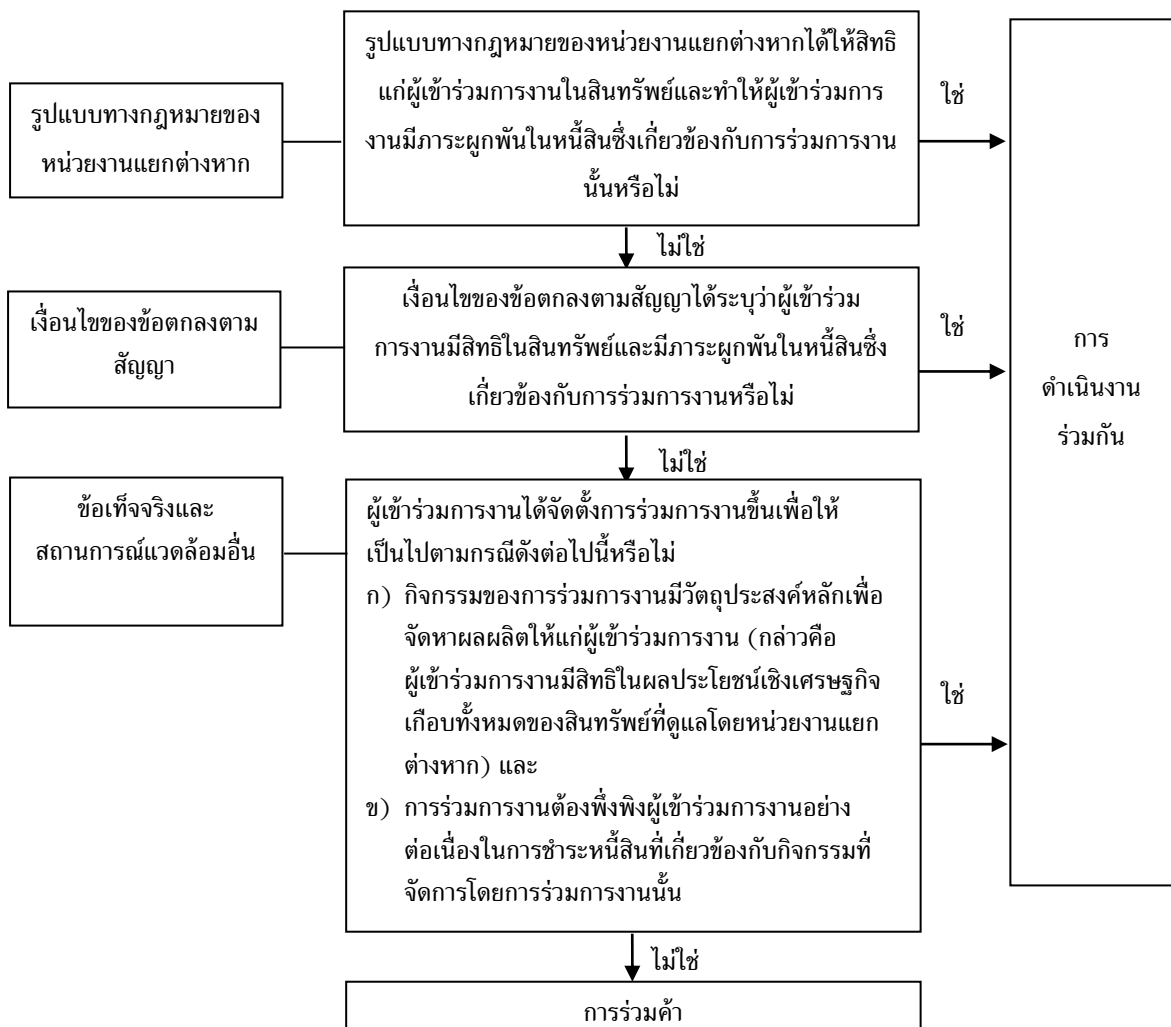 รูปแบบทางกฎหมายของ
หน่วยงานแยกต่างหาก
รูปแบบทางกฎหมายของหน่วยงานแยกต่างหากได้ให้สิทธิ
แก่ผู้เข้าร่วมการงานในสินทรัพย์และทำให้ผู้เข้าร่วมการ
งานมีภาระผูกพันในหนี้สินซึ่งเกี่ยวข้องกับการร่วมการงาน
นั้นหรือไม่
ใช่
ไม่ใช่
เงื่อนไขของข้อตกลงตาม
สัญญา
เงื่อนไขของข้อตกลงตามสัญญาได้ระบุว่าผู้เข้าร่วม
การงานมีสิทธิในสินทรัพย์และมีภาระผูกพันในหนี้สินซึ่ง
เกี่ยวข้องกับการร่วมการงานหรือไม่
ใช่
การ
ดำเนินงาน
ร่วมกัน
ไม่ใช่
ข้อเท็จจริงและ
สถานการณ์แวดล้อมอื่น
ผู้เข้าร่วมการงานได้จัดตั้งการร่วมการงานขึ้นเพื่อให้
เป็นไปตามกรณีดังต่อไปนี้หรือไม่
ก) กิจกรรมของการร่วมการงานมีวัตถุประสงค์หลักเพื่อ
จัดหาผลผลิตให้แก่ผู้เข้าร่วมการงาน (กล่าวคือ
ผู้เข้าร่วมการงานมีสิทธิในผลประโยชน์เชิงเศรษฐกิจ
เกือบทั้งหมดของสินทรัพย์ที่ดูแลโดยหน่วยงานแยก
ต่างหาก) และ
ข) การร่วมการงานต้องพึ่งพิงผู้เข้าร่วมการงานอย่าง
ต่อเนื่องในการชำระหนี้สินที่เกี่ยวข้องกับกิจกรรมที่
จัดการโดยการร่วมการงานนั้น
ใช่
ไม่ใช่
การร่วมค้า